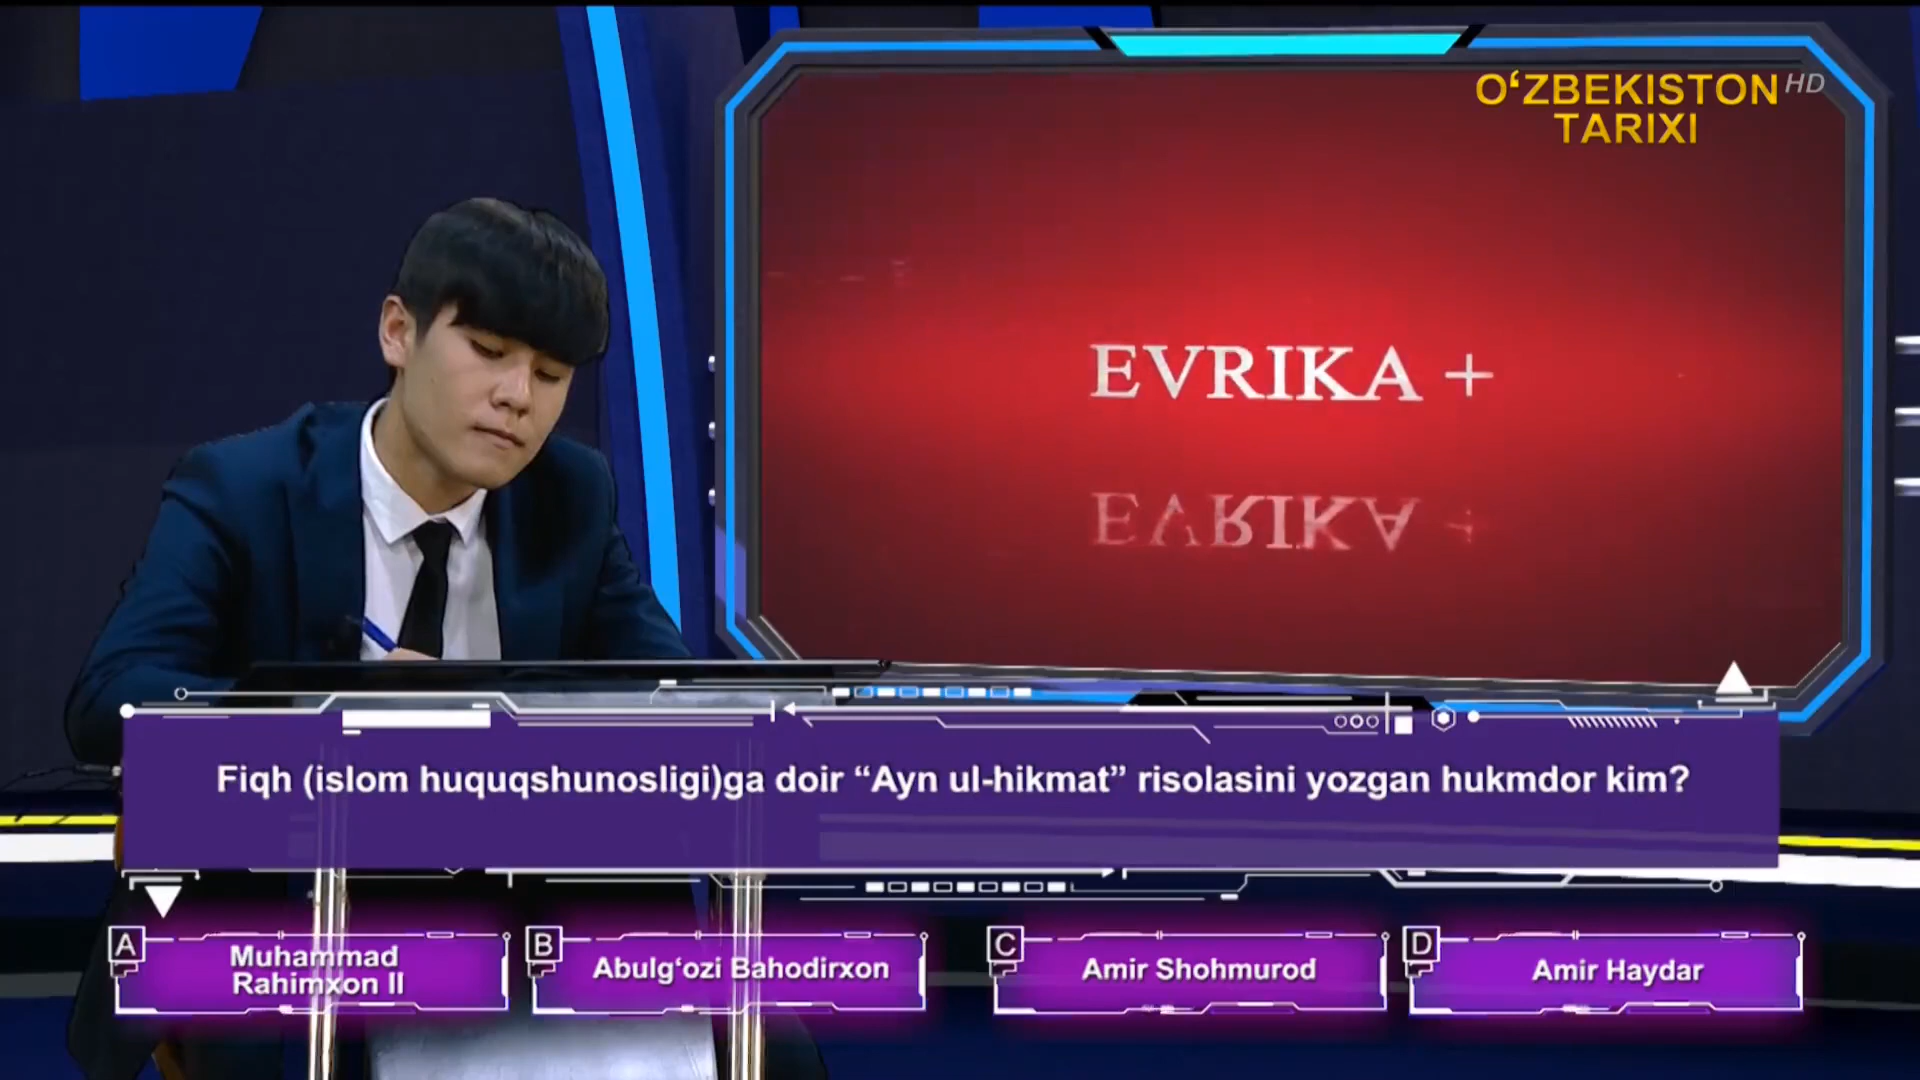 O‘ZBEKISTON HD
TARIXI
EVRIKA +
EVRIKA +
Fiqh (islom huquqshunosligi)ga doir “Ayn ul-hikmat” risolasini yozgan hukmdor kim?
A
Muhammad
Rahimxon II
B
Abulg‘ozi Bahodirxon
C
Amir Shohmurod
D
Amir Haydar